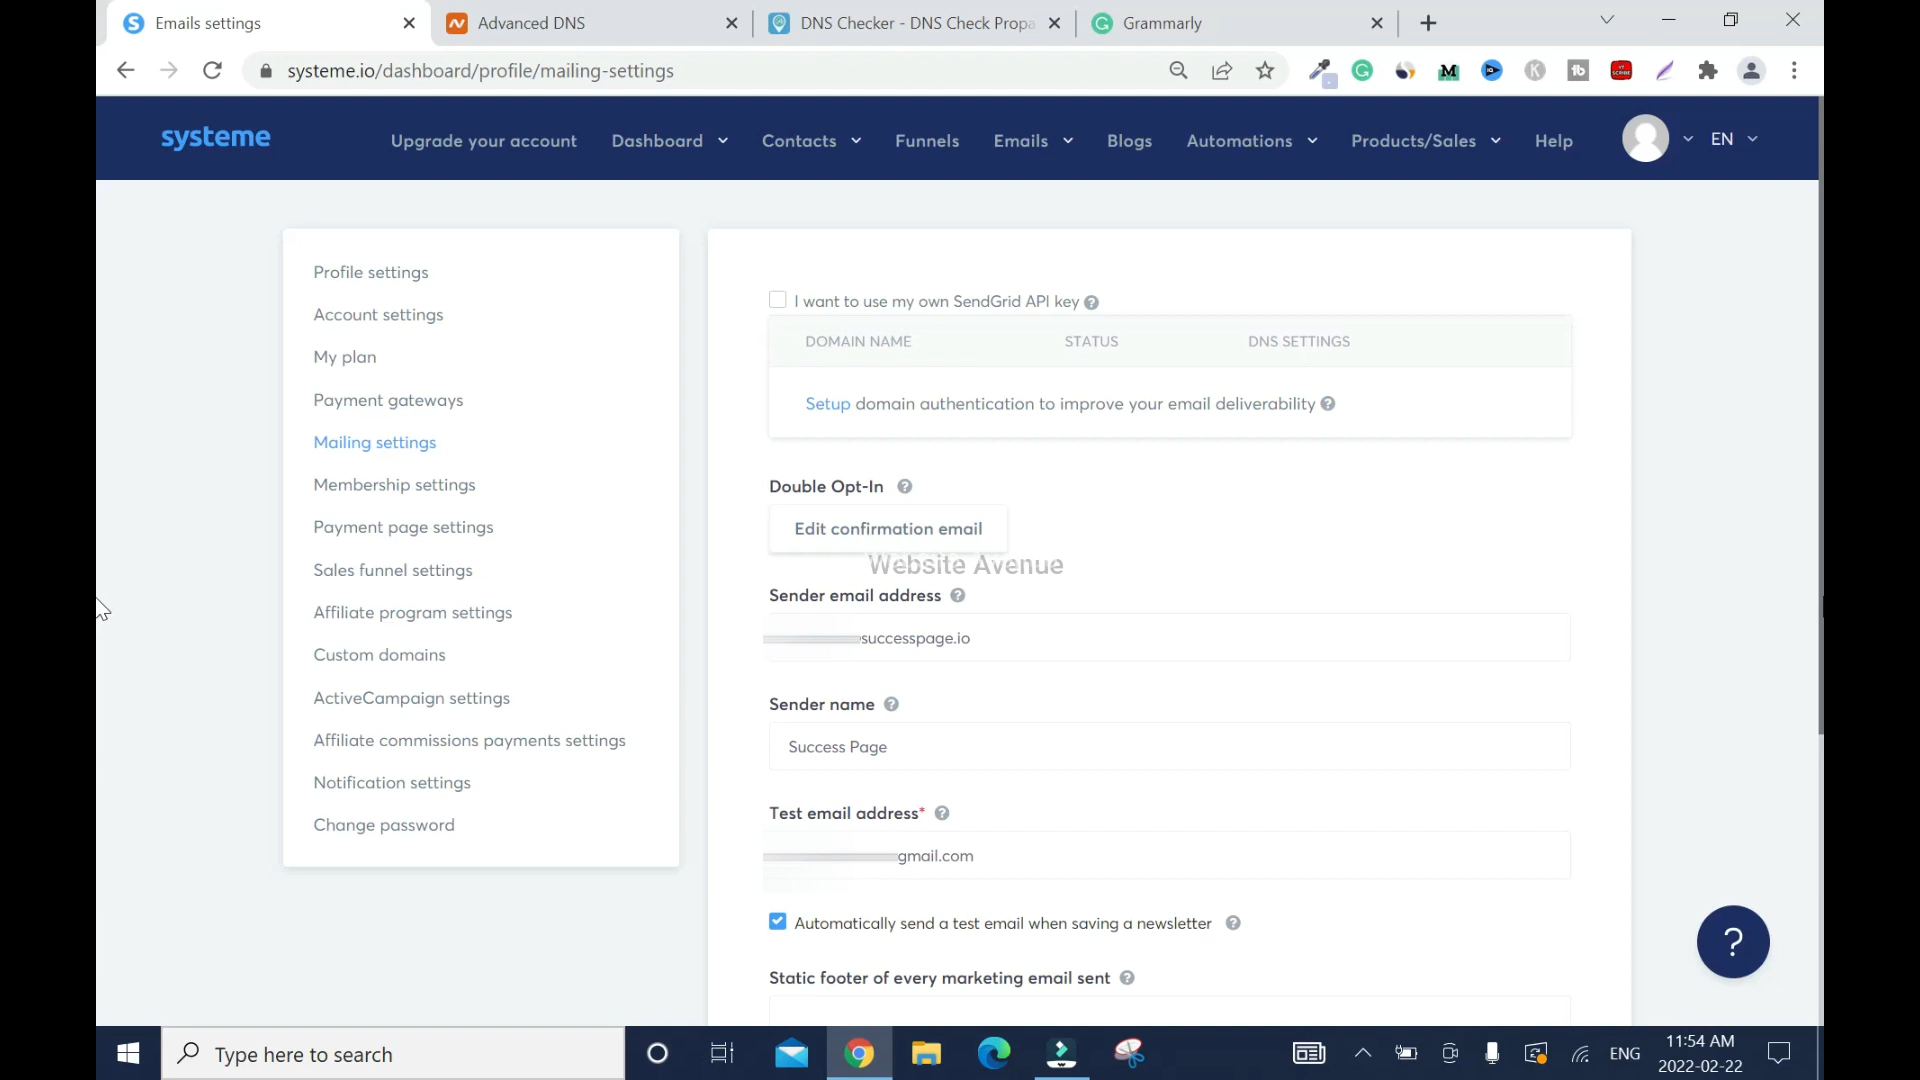 Emails settings
Advanced DNS
DNS Checker - DNS Check Propa
Grammarly
systeme.io/dashboard/profile/mailing-settings
systeme
Upgrade your account
Dashboard
Contacts
Funnels
Emails
Blogs
Automations
Products/Sales
Help
EN
Profile settings
Account settings
My plan
Payment gateways
Mailing settings
Membership settings
Payment page settings
Sales funnel settings
Affiliate program settings
Custom domains
ActiveCampaign settings
Affiliate commissions payments settings
Notification settings
Change password
I want to use my own SendGrid API key
DOMAIN NAME STATUS DNS SETTINGS
Setup domain authentication to improve your email deliverability
Double Opt-In
Edit confirmation email
Website Avenue
Sender email address
successpage.io
Sender name
Success Page
Test email address*
gmail.com
Automatically send a test email when saving a newsletter
Static footer of every marketing email sent
?
Type here to search
ENG
11:54 AM
2022-02-22